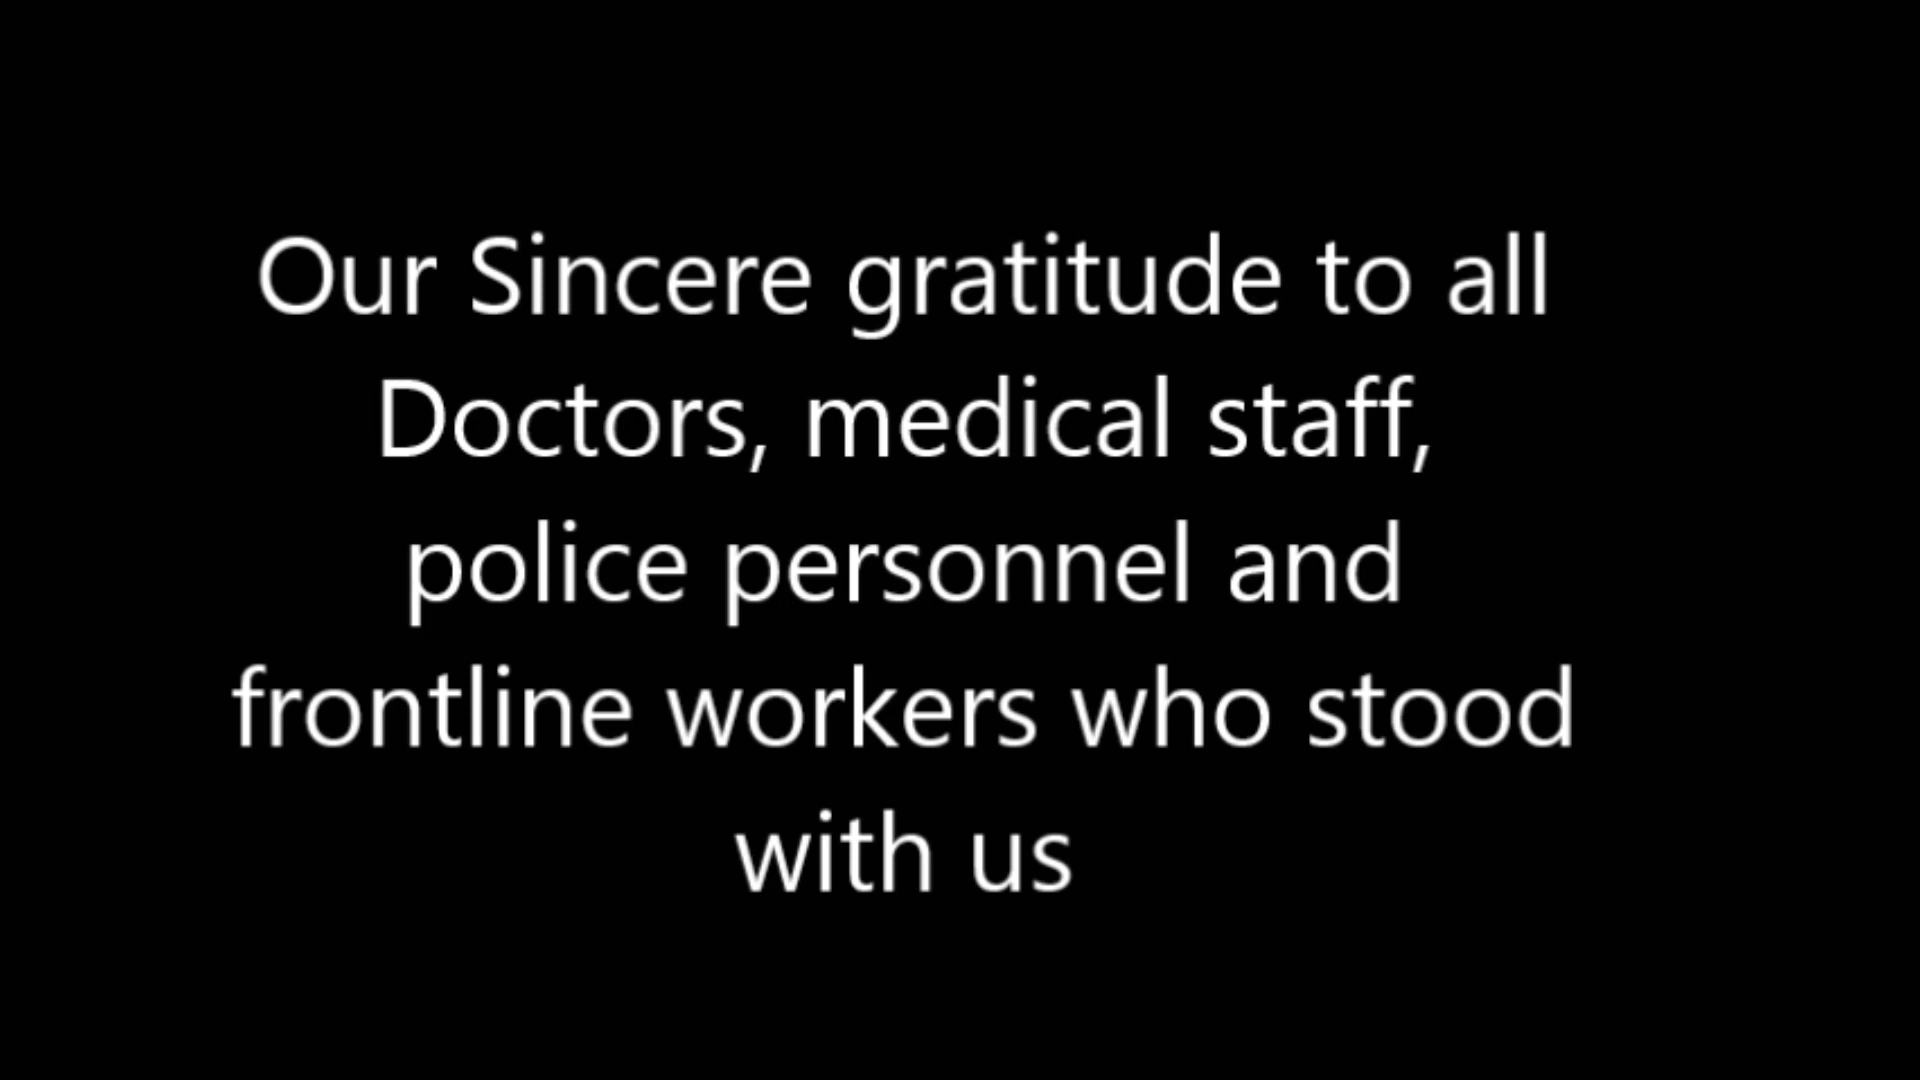 Our Sincere gratitude to all
Doctors, medical staff,
police personnel and
frontline workers who stood
with us